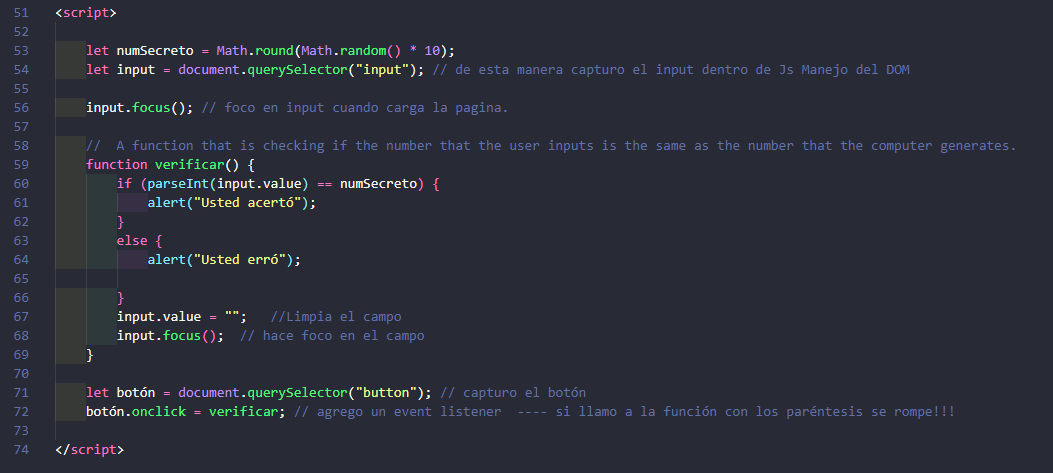 51 <script>
52
53 let numSecreto = Math.round(Math.random() * 10);
54 let input = document.querySelector("input"); // de esta manera capturo el input dentro de Js Manejo del DOM
55
56 input.focus(); // foco en input cuando carga la pagina.
57
58 //  A function that is checking if the number that the user inputs is the same as the number that the computer generates.
59 function verificar() {
60 if (parseInt(input.value) == numSecreto) {
61 alert("Usted acertó");
62 }
63 else {
64 alert("Usted erró");
65
66 }
67 input.value = "";   //Limpia el campo
68 input.focus();  // hace foco en el campo
69 }
70
71 let botón = document.querySelector("button"); // capturo el botón
72 botón.onclick = verificar; // agrego un event listener  ---- si llamo a la función con los paréntesis se rompe!!!
73
74 </script>